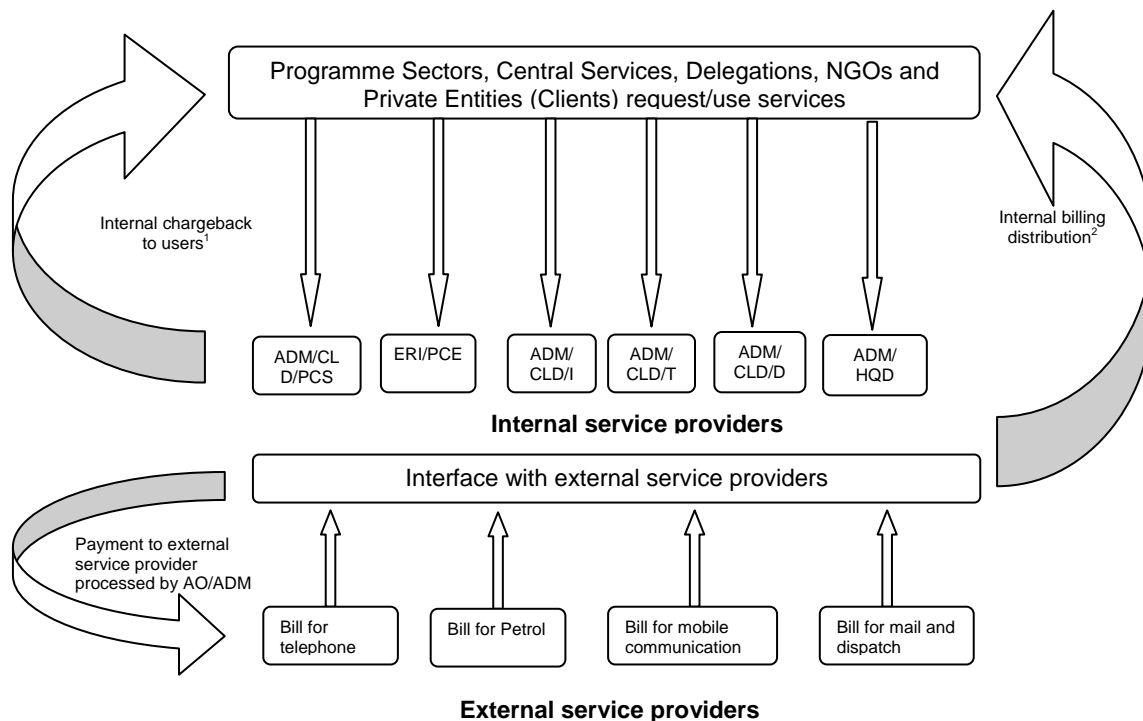 Programme Sectors, Central Services, Delegations, NGOs and
Private Entities (Clients) request/use services
Internal chargeback
to users¹
Internal billing
distribution²
ADM/CL
D/PCS
ERI/PCE
ADM/
CLD/I
ADM/
CLD/T
ADM/
CLD/D
ADM/
HQD
Internal service providers
Interface with external service providers
Payment to external
service provider
processed by AO/ADM
Bill for
telephone
Bill for Petrol
Bill for mobile
communication
Bill for mail and
dispatch
External service providers